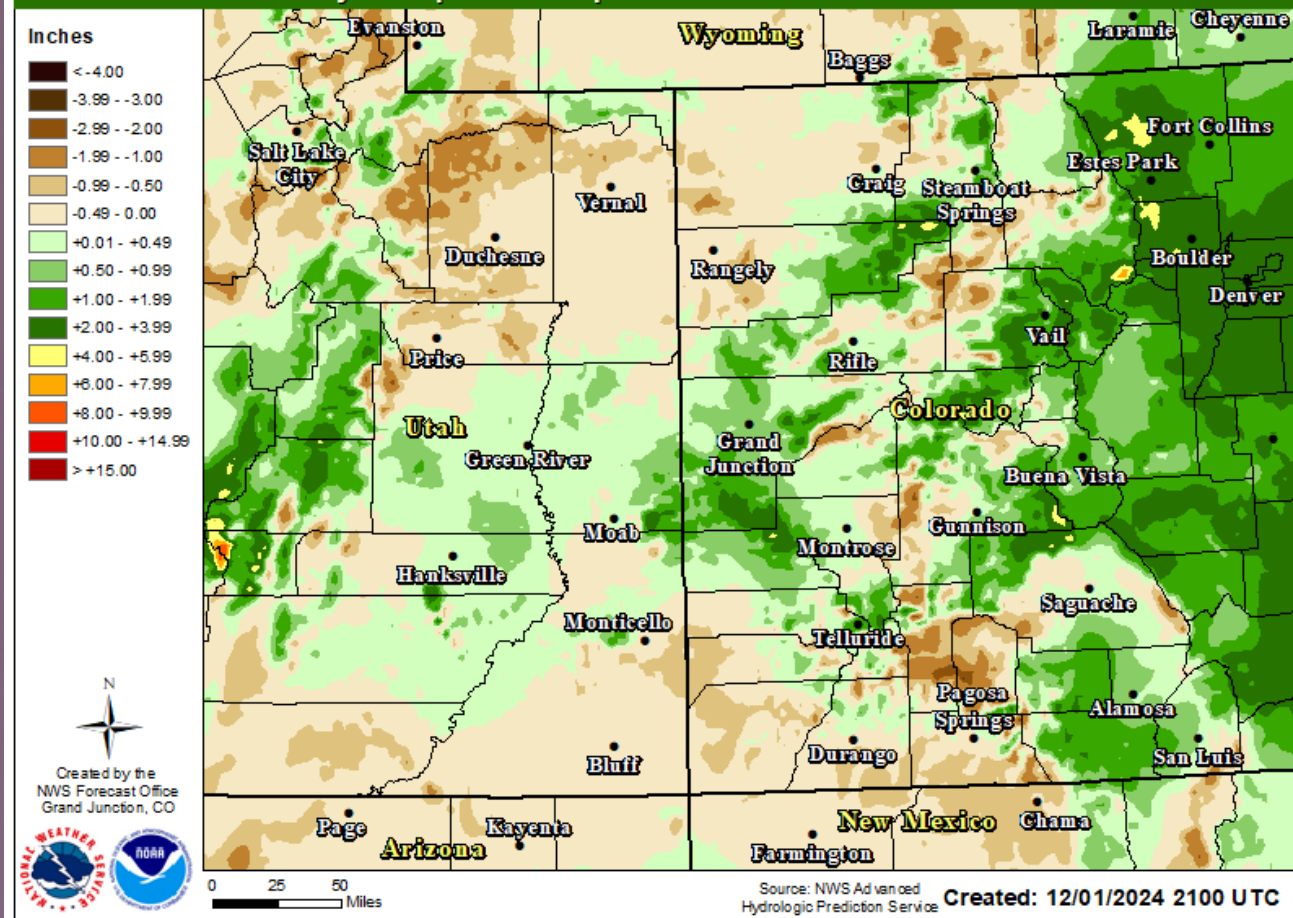 Inches
< -4.00
-3.99 - -3.00
-2.99 - -2.00
-1.99 - -1.00
-0.99 - -0.50
-0.49 - 0.00
+0.01 - +0.49
+0.50 - +0.99
+1.00 - +1.99
+2.00 - +3.99
+4.00 - +5.99
+6.00 - +7.99
+8.00 - +9.99
+10.00 - +14.99
> +15.00
N
Created by the
NWS Forecast Office
Grand Junction, CO
NATIONAL WEATHER SERVICE
NOAA
0 25 50
Miles
Evanston
Wyoming
Laramie
Cheyenne
Baggs
Salt Lake
City
Fort Collins
Estes Park
Vernal
Craig
Steamboat
Springs
Duchesne
Rangely
Boulder
Denver
Price
Rifle
Vail
Utah
Colorado
Green River
Grand
Junction
Buena Vista
Moab
Montrose
Gunnison
Hanksville
Saguache
Monticello
Telluride
Pagosa
Springs
Alamosa
Bluff
Durango
San Luis
Page
Kayenta
Arizona
New Mexico
Chama
Farmington
Source: NWS Advanced
Hydrologic Prediction Service
Created: 12/01/2024 2100 UTC